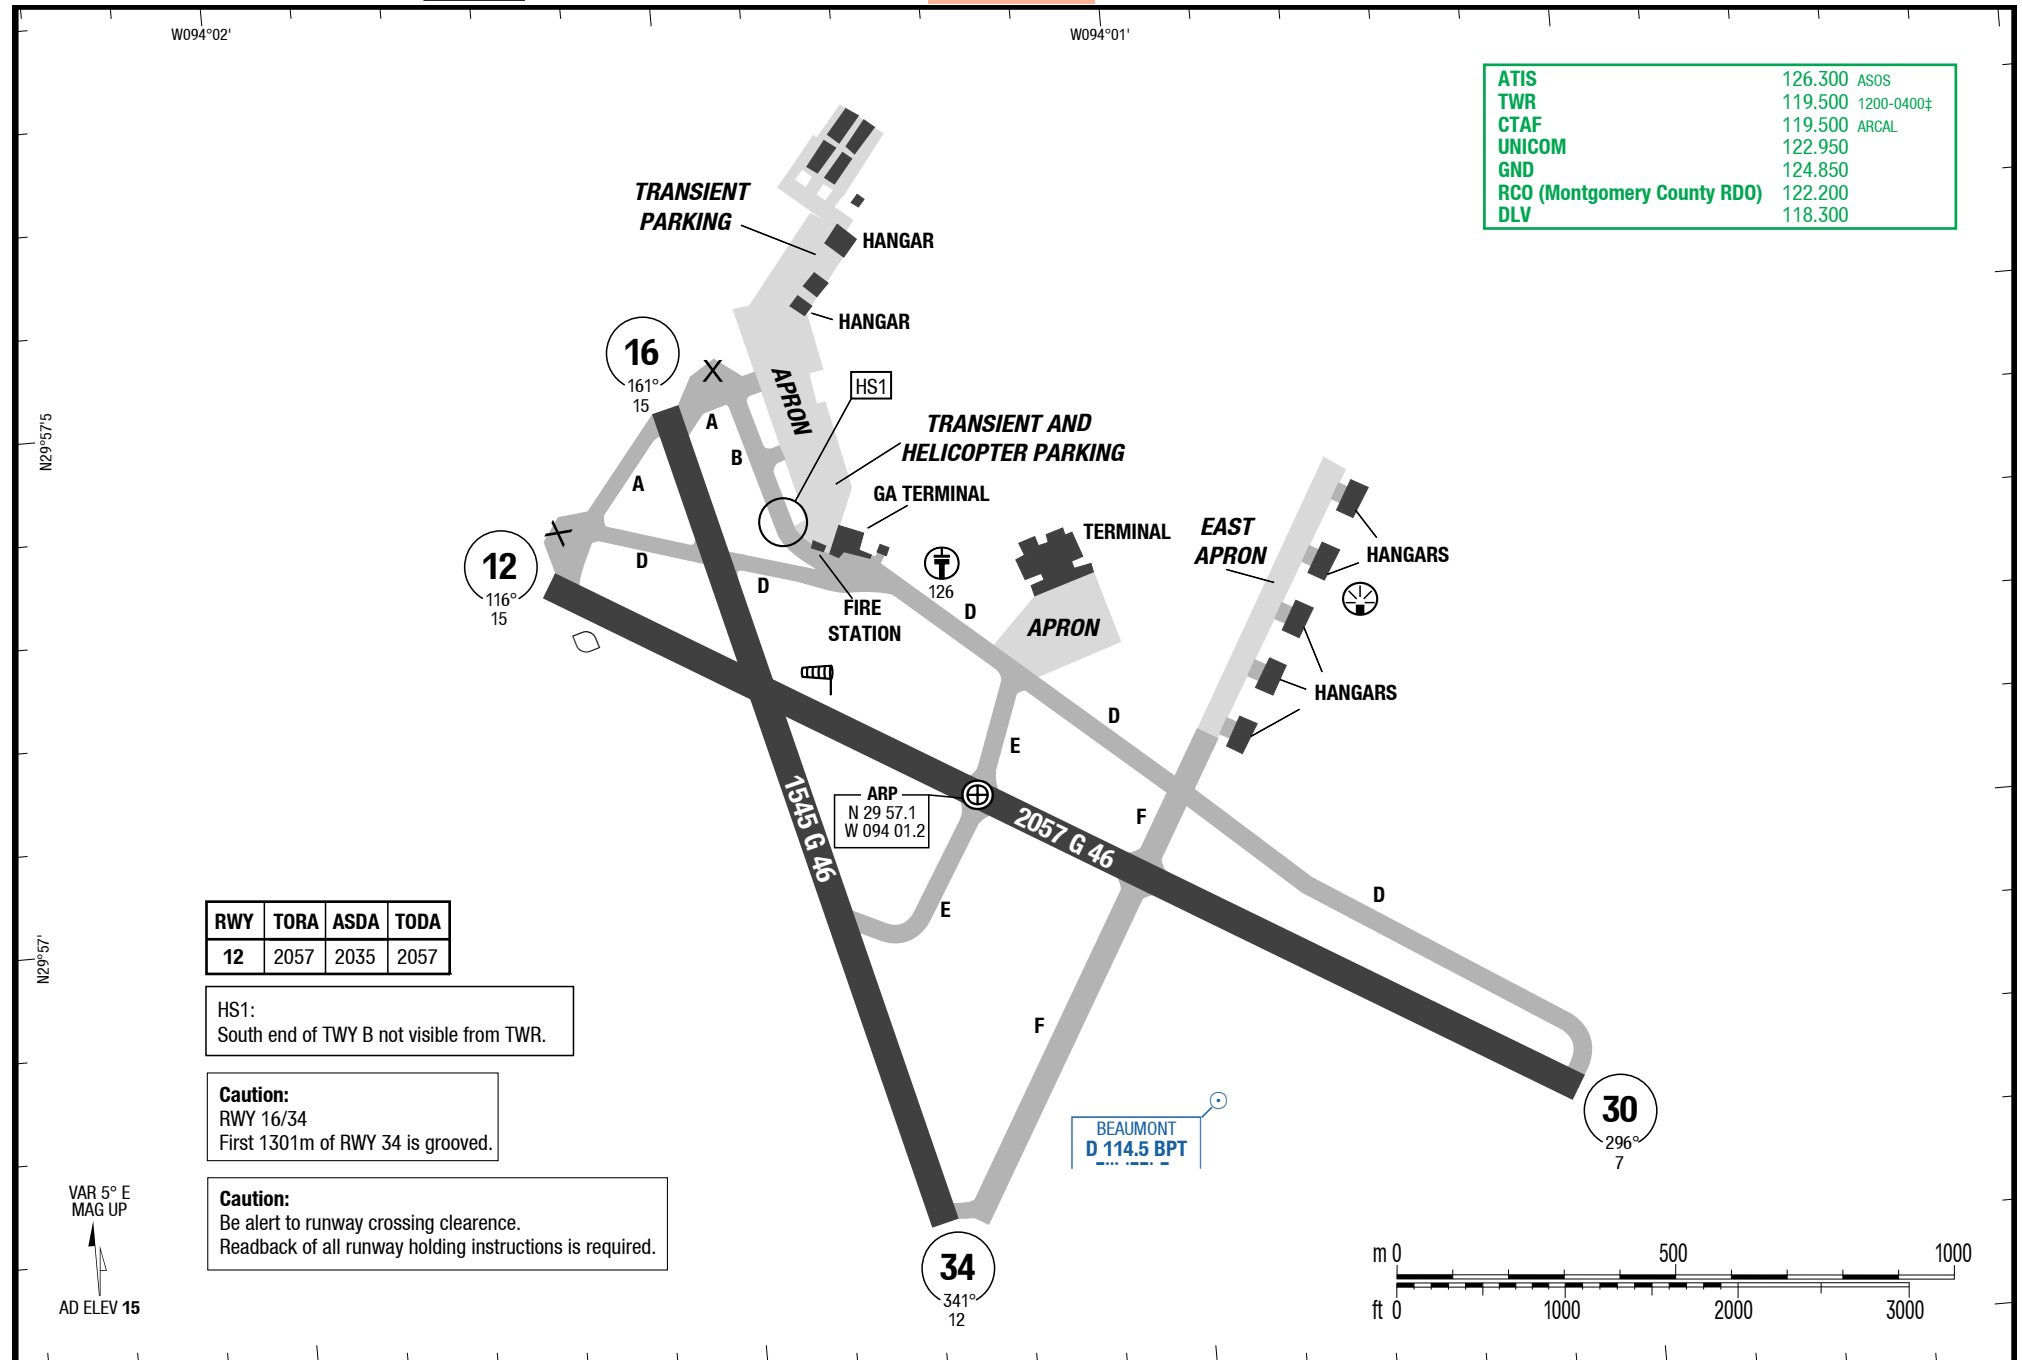 W094°02'
W094°01'
ATIS 126.300 ASOS
TWR 119.500 1200-0400‡
CTAF 119.500 ARCAL
UNICOM 122.950
GND 124.850
RCO (Montgomery County RDO) 122.200
DLV 118.300
TRANSIENT
PARKING
HANGAR
HANGAR
16
161°
15
X
APRON
HS1
A
B
TRANSIENT AND
HELICOPTER PARKING
N29°57'5
A
GA TERMINAL
X
12
116°
15
D
D
FIRE
STATION
126
D
TERMINAL
APRON
EAST
APRON
HANGARS
HANGARS
D
E
1545 G 46
ARP
N 29 57.1
W 094 01.2
2057 G 46
F
D
E
F
N29°57'
RWY TORA ASDA TODA
12 2057 2035 2057
HS1:
South end of TWY B not visible from TWR.
Caution:
RWY 16/34
First 1301m of RWY 34 is grooved.
Caution:
Be alert to runway crossing clearence.
Readback of all runway holding instructions is required.
VAR 5° E
MAG UP
AD ELEV 15
BEAUMONT
D 114.5 BPT
30
296°
7
34
341°
12
m 0 500 1000
ft 0 1000 2000 3000